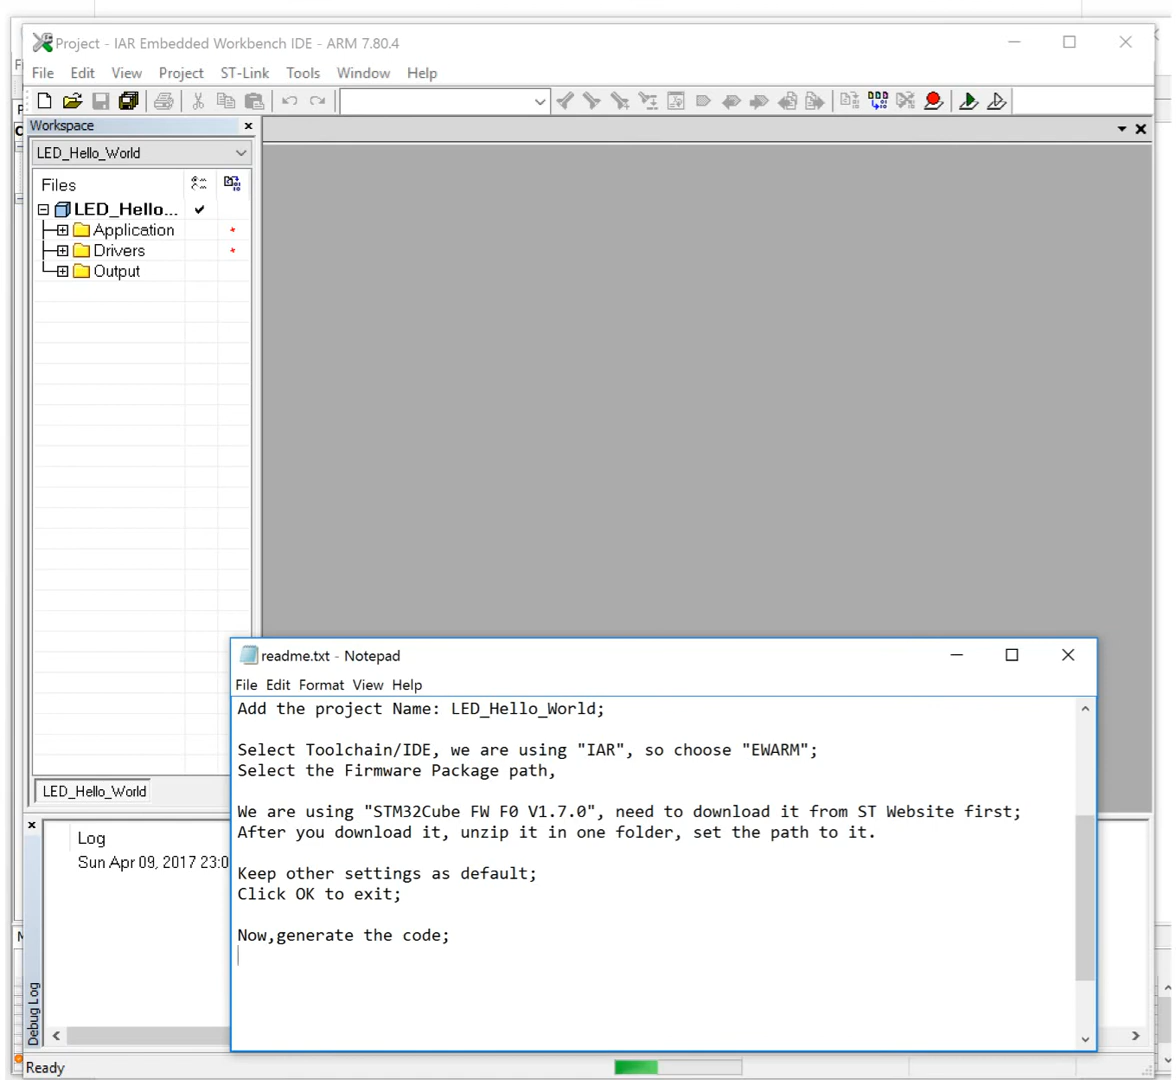 Project - IAR Embedded Workbench IDE - ARM 7.80.4
File Edit View Project ST-Link Tools Window Help
Workspace
LED_Hello_World
Files
LED_Hello...
Application
Drivers
Output
LED_Hello_World
Log
Sun Apr 09, 2017 23:0
Debug Log
Ready
readme.txt - Notepad
File Edit Format View Help
Add the project Name: LED_Hello_World;
Select Toolchain/IDE, we are using "IAR", so choose "EWARM";
Select the Firmware Package path,
We are using "STM32Cube FW F0 V1.7.0", need to download it from ST Website first;
After you download it, unzip it in one folder, set the path to it.
Keep other settings as default;
Click OK to exit;
Now,generate the code;